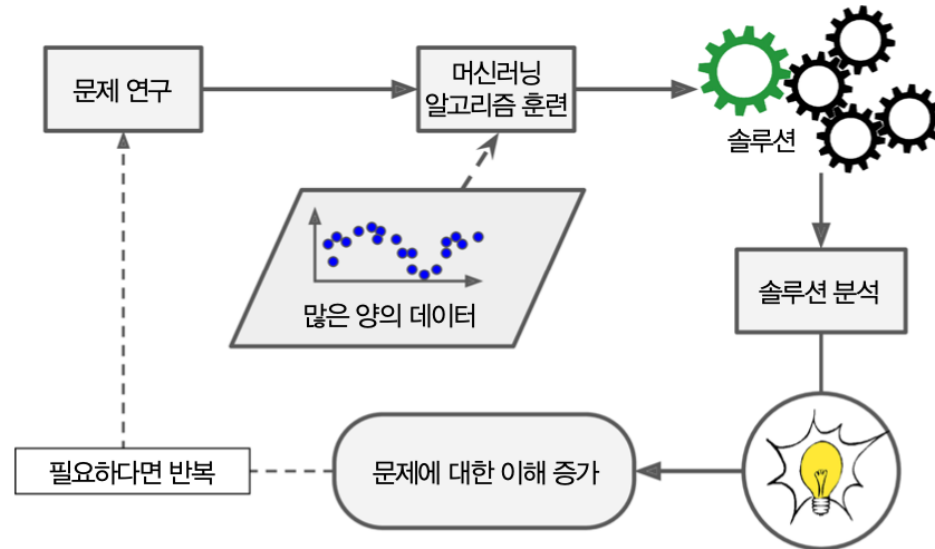 문제 연구
머신러닝
알고리즘 훈련
솔루션
많은 양의 데이터
솔루션 분석
문제에 대한 이해 증가
필요하다면 반복